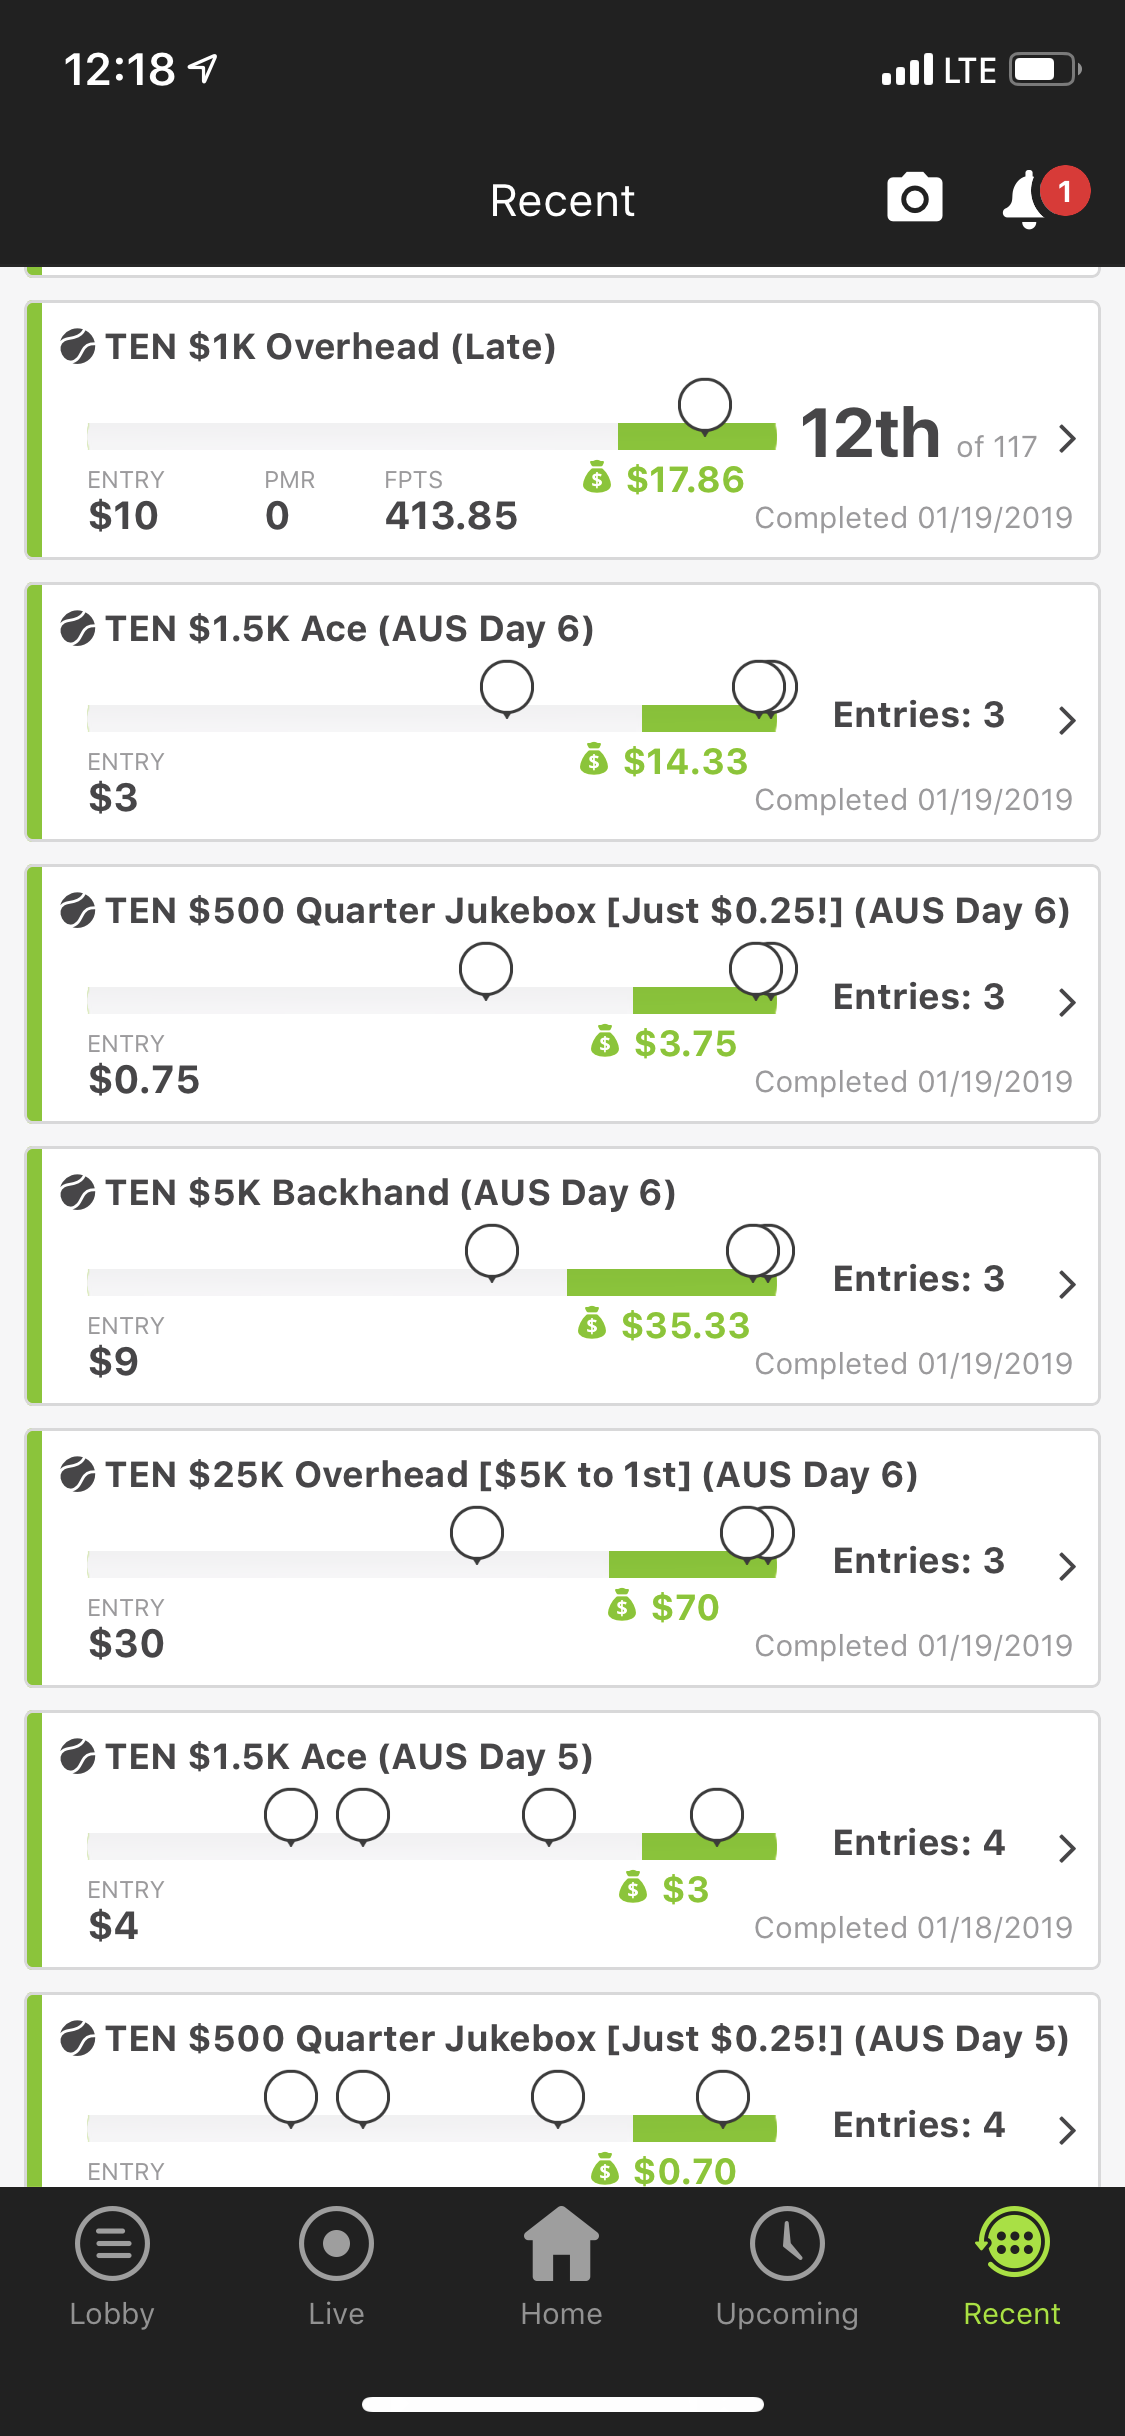 12:18 LTE
Recent 1
TEN $1K Overhead (Late)
12th of 117
ENTRY PMR FPTS $17.86
$10 0 413.85 Completed 01/19/2019
TEN $1.5K Ace (AUS Day 6)
Entries: 3
ENTRY $14.33
$3 Completed 01/19/2019
TEN $500 Quarter Jukebox [Just $0.25!] (AUS Day 6)
Entries: 3
ENTRY $3.75
$0.75 Completed 01/19/2019
TEN $5K Backhand (AUS Day 6)
Entries: 3
ENTRY $35.33
$9 Completed 01/19/2019
TEN $25K Overhead [$5K to 1st] (AUS Day 6)
Entries: 3
ENTRY $70
$30 Completed 01/19/2019
TEN $1.5K Ace (AUS Day 5)
Entries: 4
ENTRY $3
$4 Completed 01/18/2019
TEN $500 Quarter Jukebox [Just $0.25!] (AUS Day 5)
Entries: 4
ENTRY $0.70
Lobby Live Home Upcoming Recent